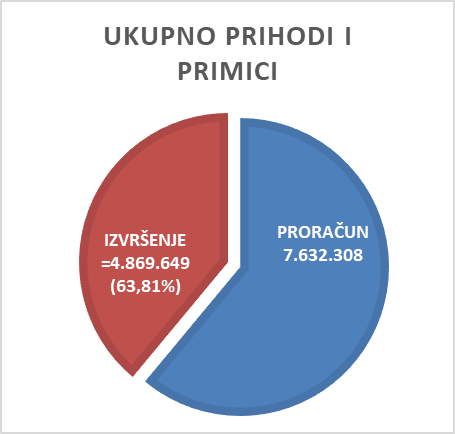 UKUPNO PRIHODI I
PRIMICI
IZVRŠENJE
=4.869.649
(63,81%)
PRORAČUN
7.632.308